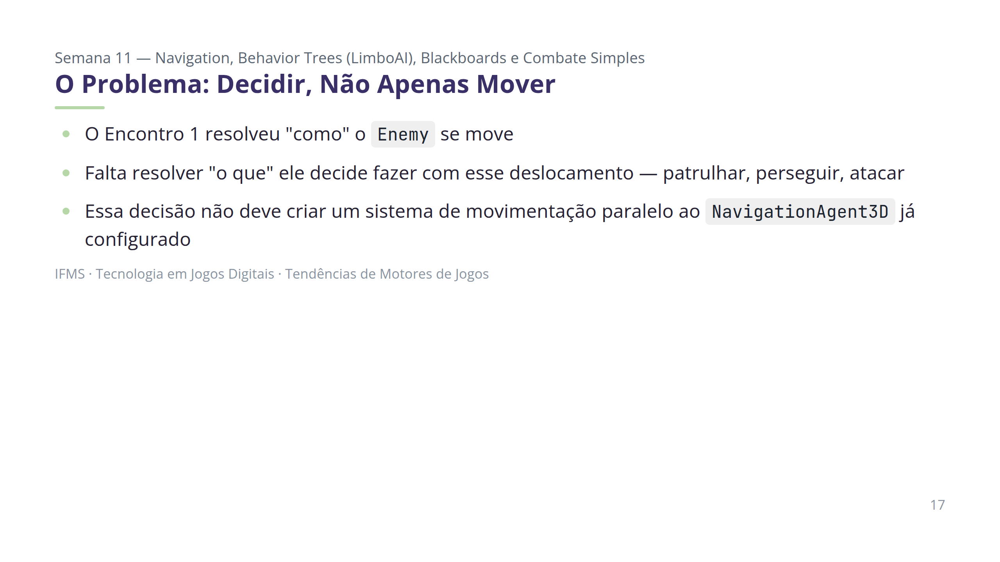 Semana 11 — Navigation, Behavior Trees (LimboAI), Blackboards e Combate Simples
O Problema: Decidir, Não Apenas Mover
O Encontro 1 resolveu "como" o Enemy se move
Falta resolver "o que" ele decide fazer com esse deslocamento — patrulhar, perseguir, atacar
Essa decisão não deve criar um sistema de movimentação paralelo ao NavigationAgent3D já
configurado
IFMS · Tecnologia em Jogos Digitais · Tendências de Motores de Jogos
17